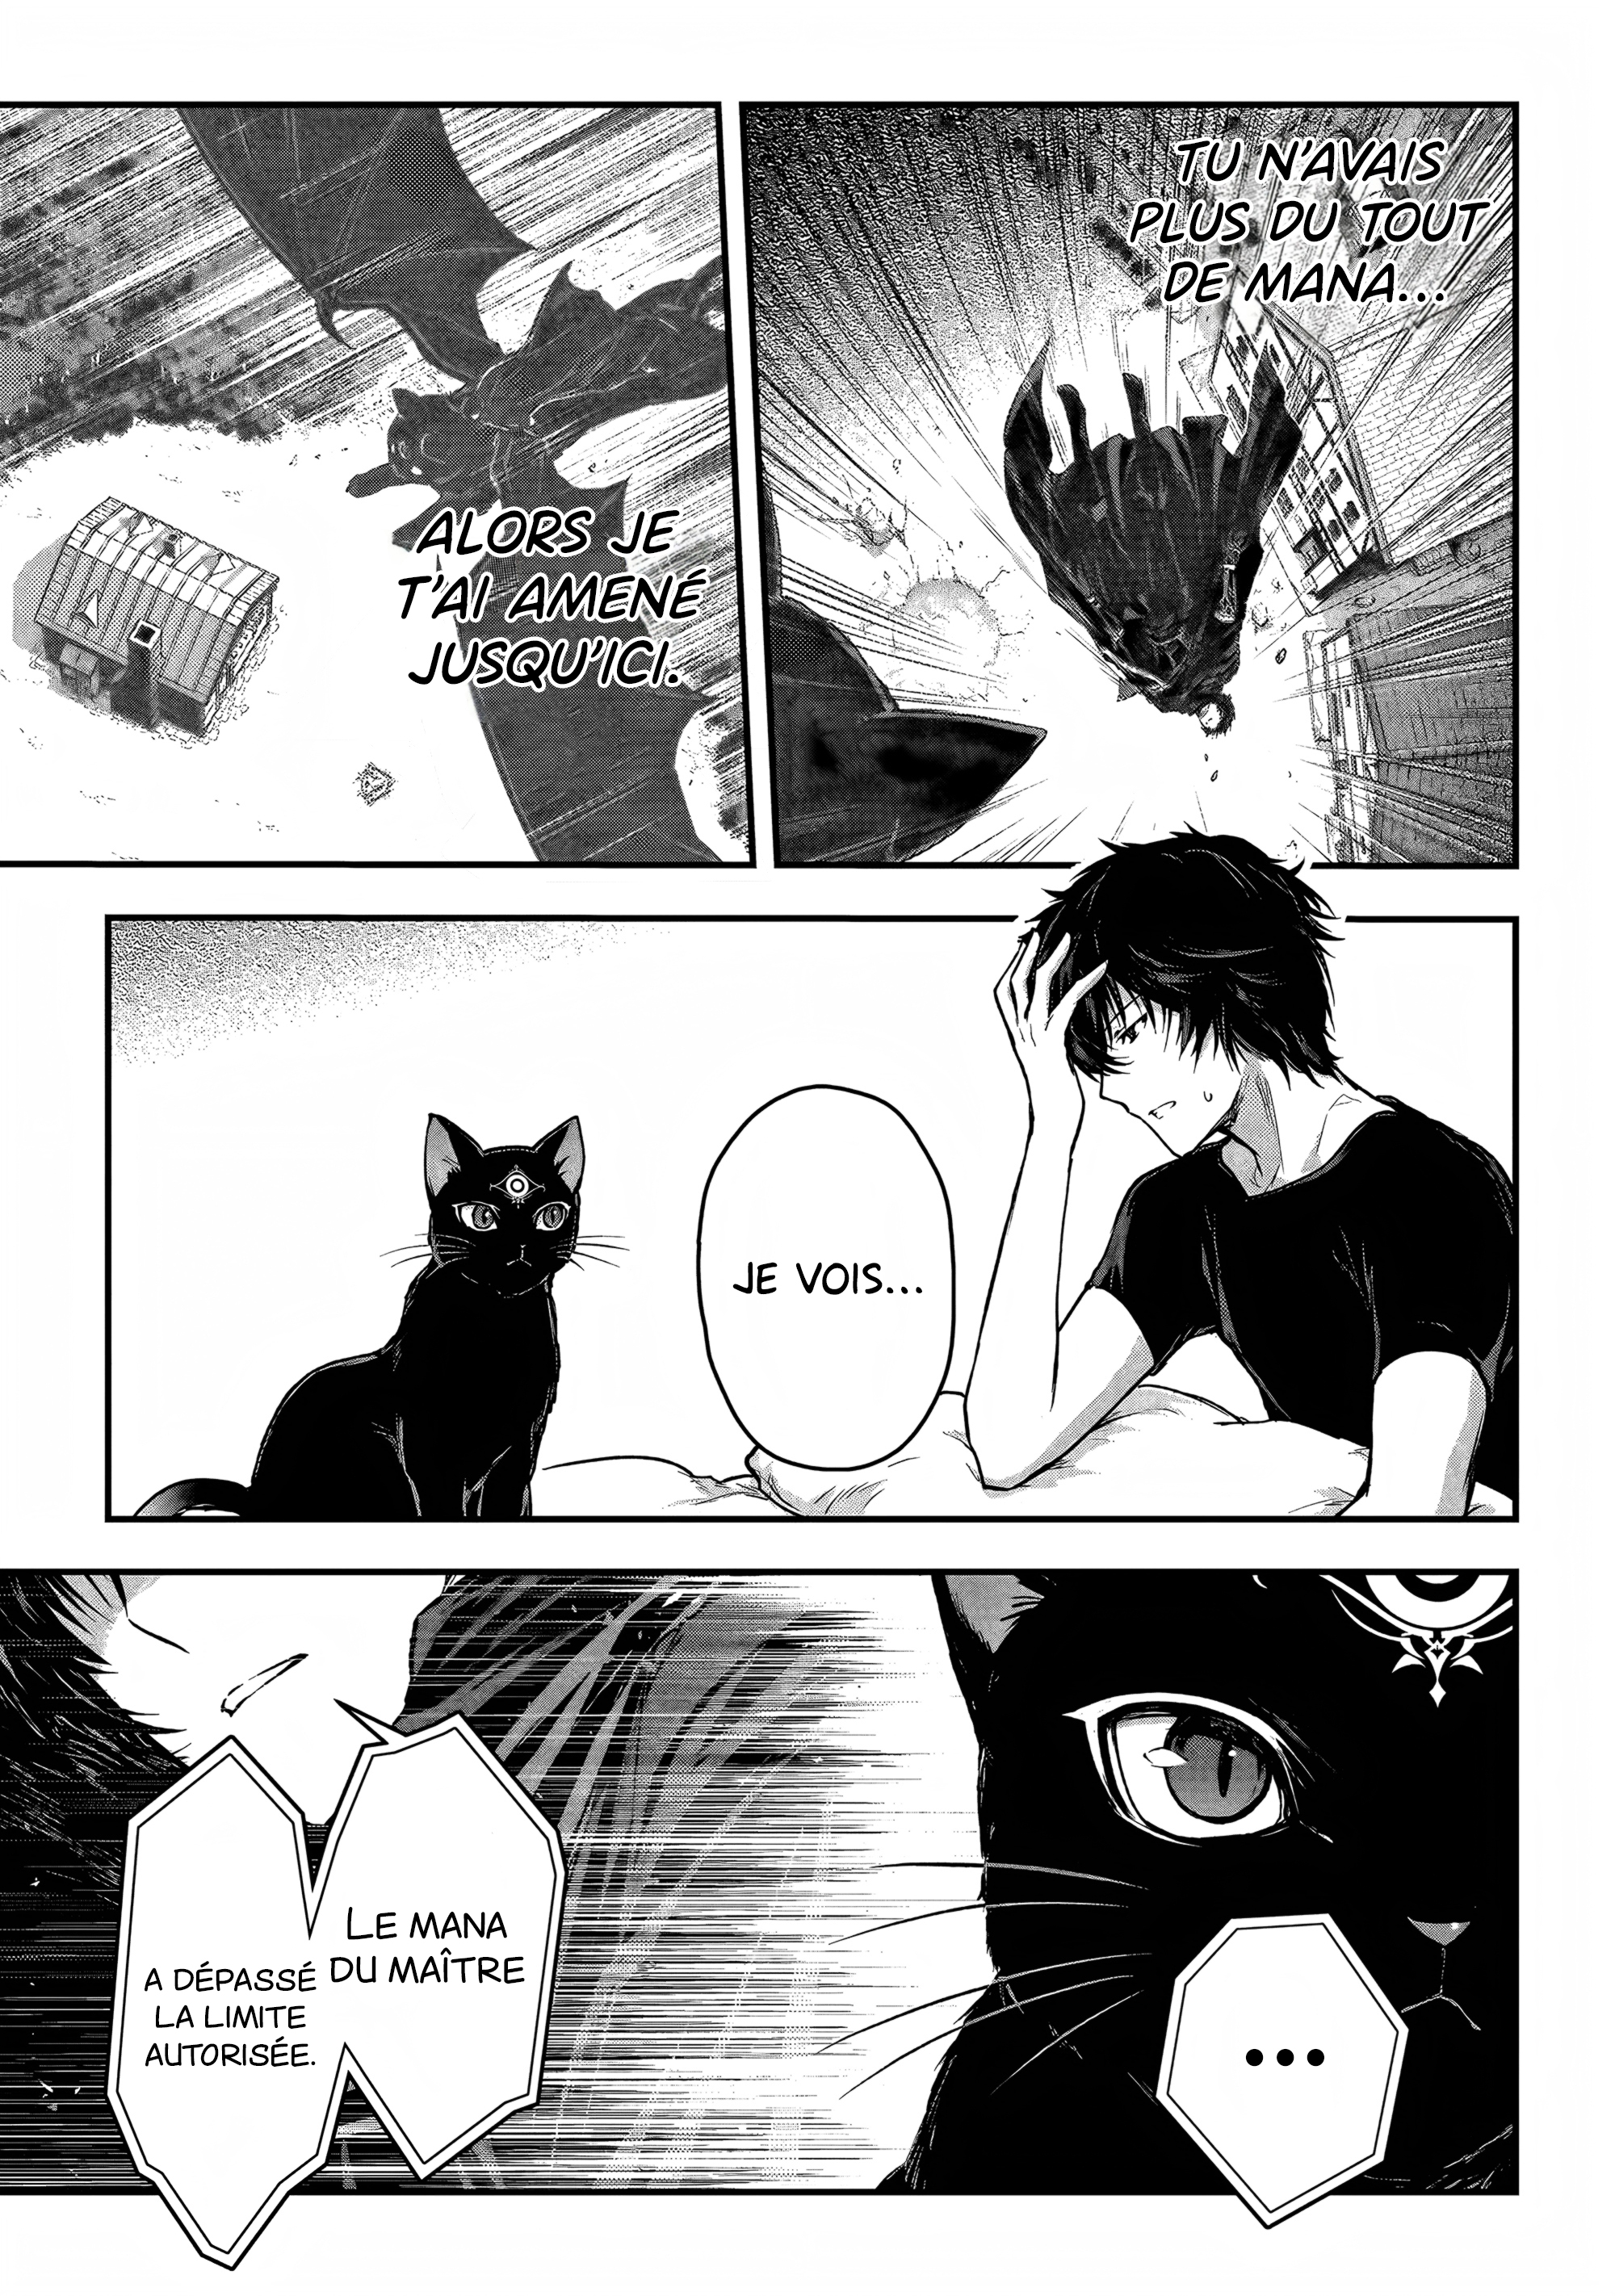 TU N'AVAIS
PLUS DU TOUT
DE MANA...
ALORS JE
T'AI AMENÉ
JUSQU'ICI.
JE VOIS...
...
LE MANA
DU MAÎTRE
A DÉPASSÉ
LA LIMITE
AUTORISÉE.